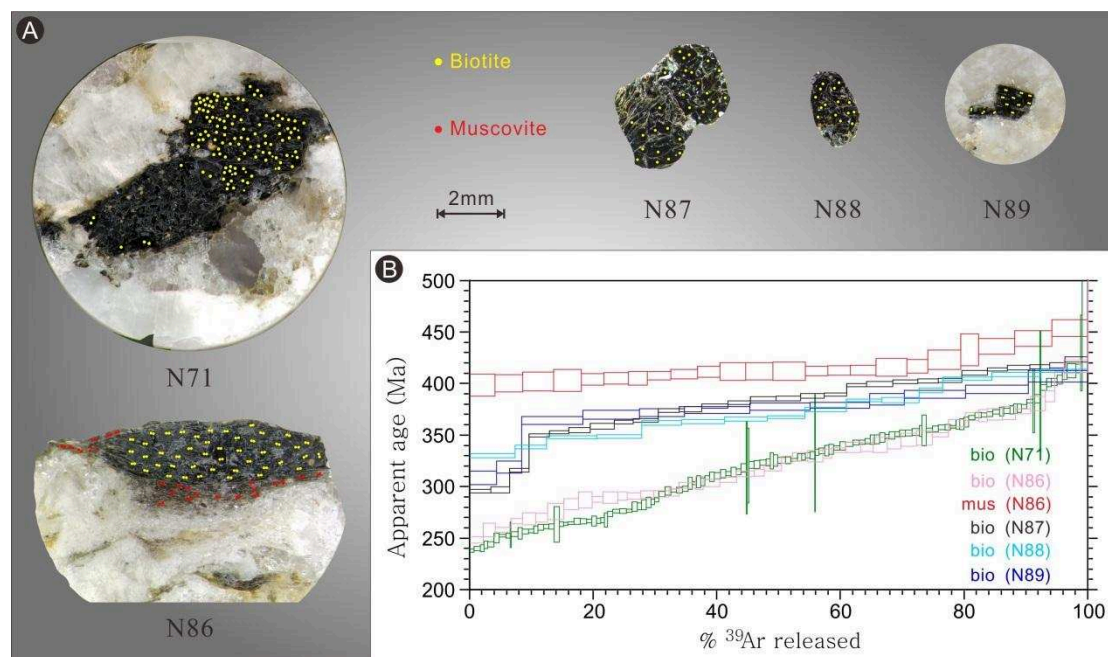 A
• Biotite
• Muscovite
2mm
N71
N86
N87
N88
N89
B
500
450
400
350
300
250
200
Apparent age (Ma)
bio (N71)
bio (N86)
mus (N86)
bio (N87)
bio (N88)
bio (N89)
0 20 40 60 80 100
% ³⁹Ar released